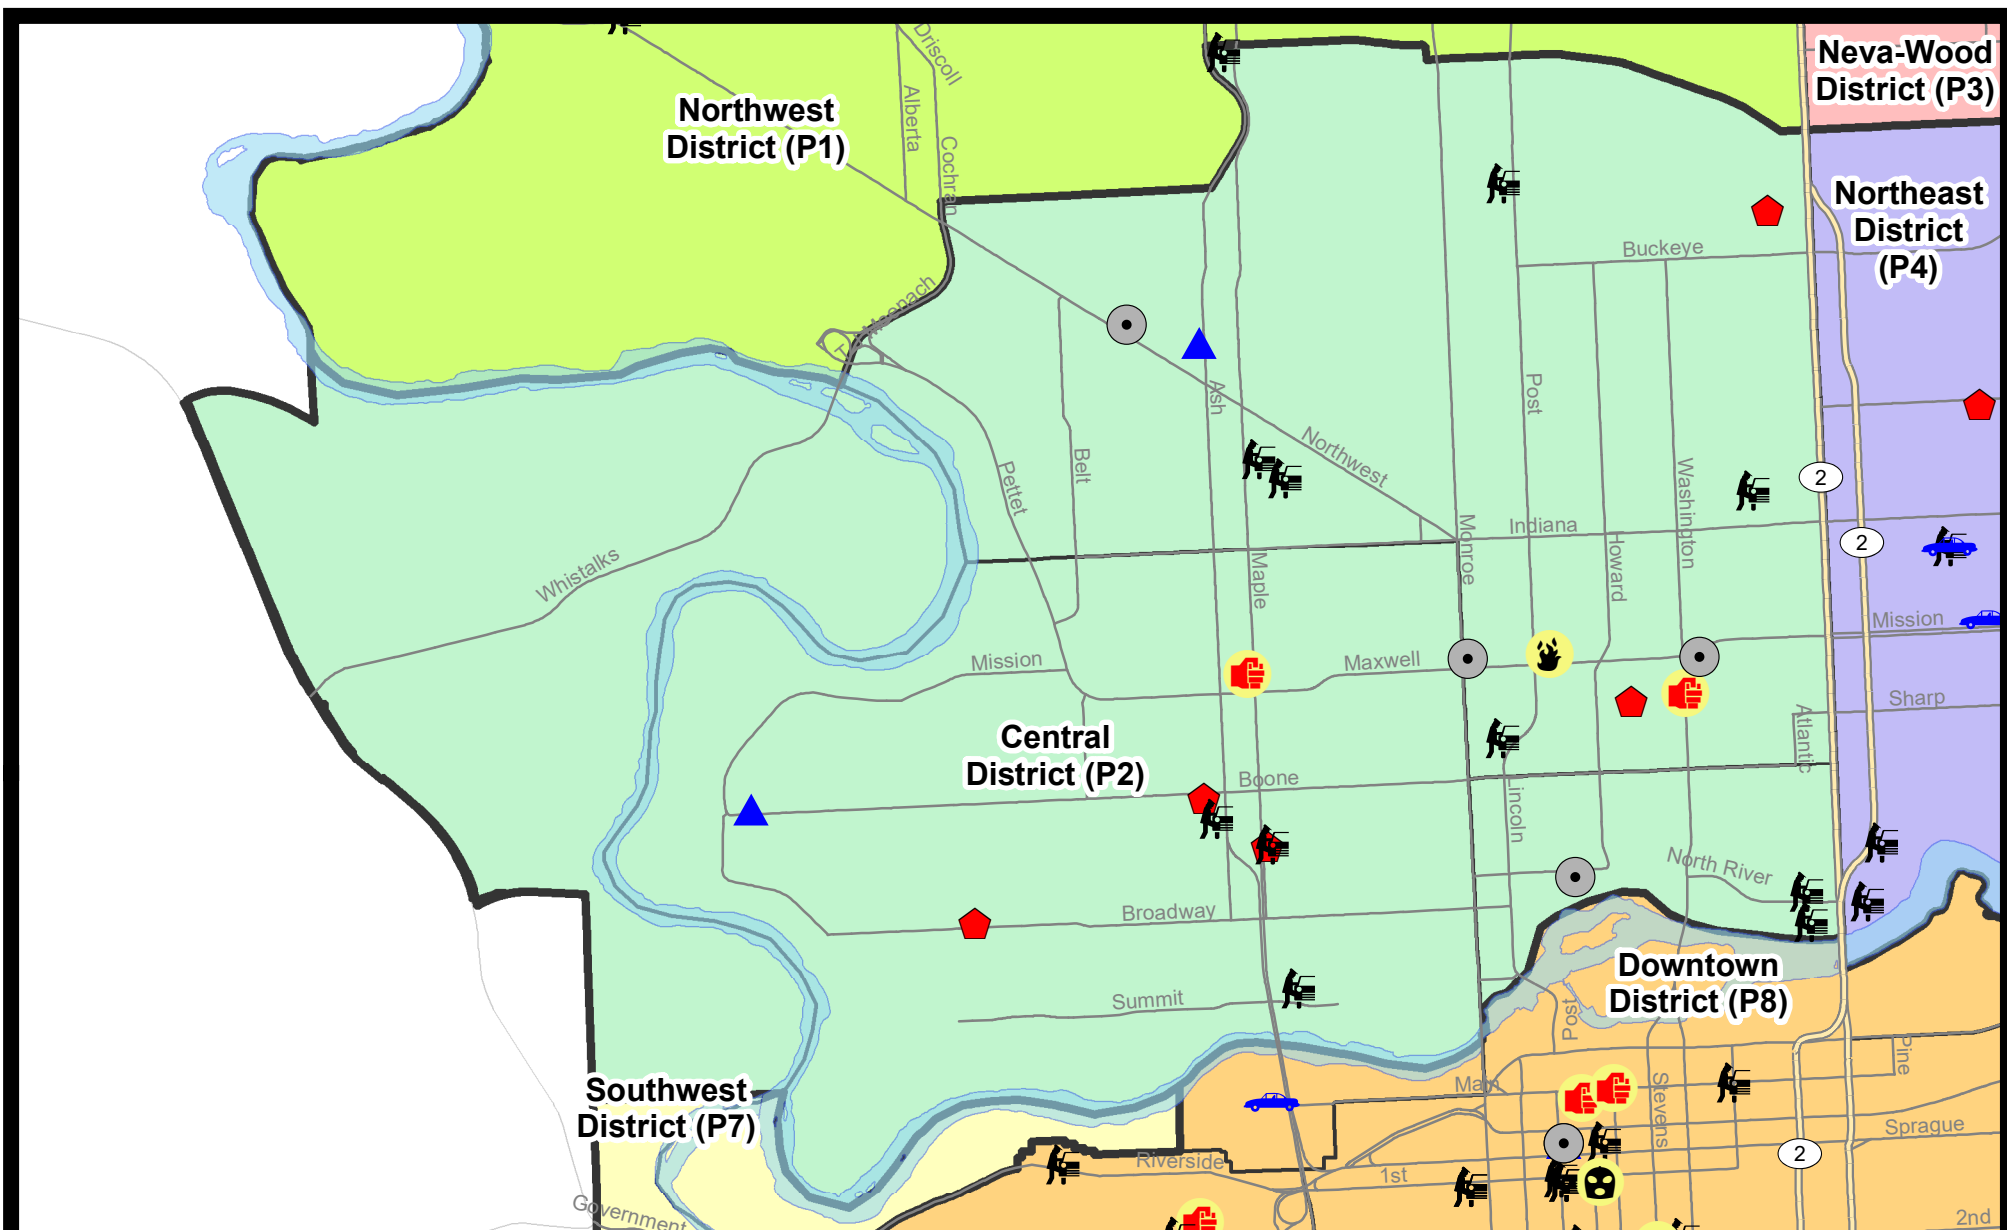 Neva-Wood
District (P3)
Driscoll
Northwest
District (P1)
Alberta
Cochran
Northeast
District
(P4)
Buckeye
Ash
Post
Northwest
Belt
Pettet
Washington
2
Monroe
Indiana
Howard
2
Whistalks
Maple
Mission
Mission
Maxwell
Sharp
Atlantic
Central
District (P2)
Boone
Lincoln
North River
Broadway
Downtown
District (P8)
Summit
Post
Pine
Southwest
District (P7)
Main
Stevens
Sprague
2
Riverside
1st
Government
2nd